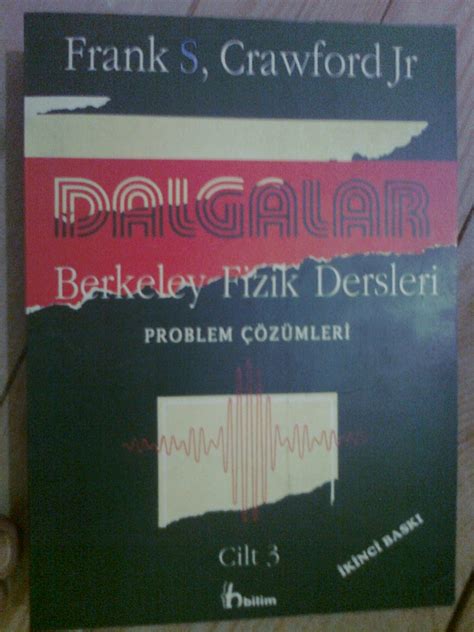 Frank S, Crawford Jr
DALGALAR
Berkeley Fizik Dersleri
PROBLEM ÇÖZÜMLERİ
Cilt 3
İKİNCİ BASKI
bilim